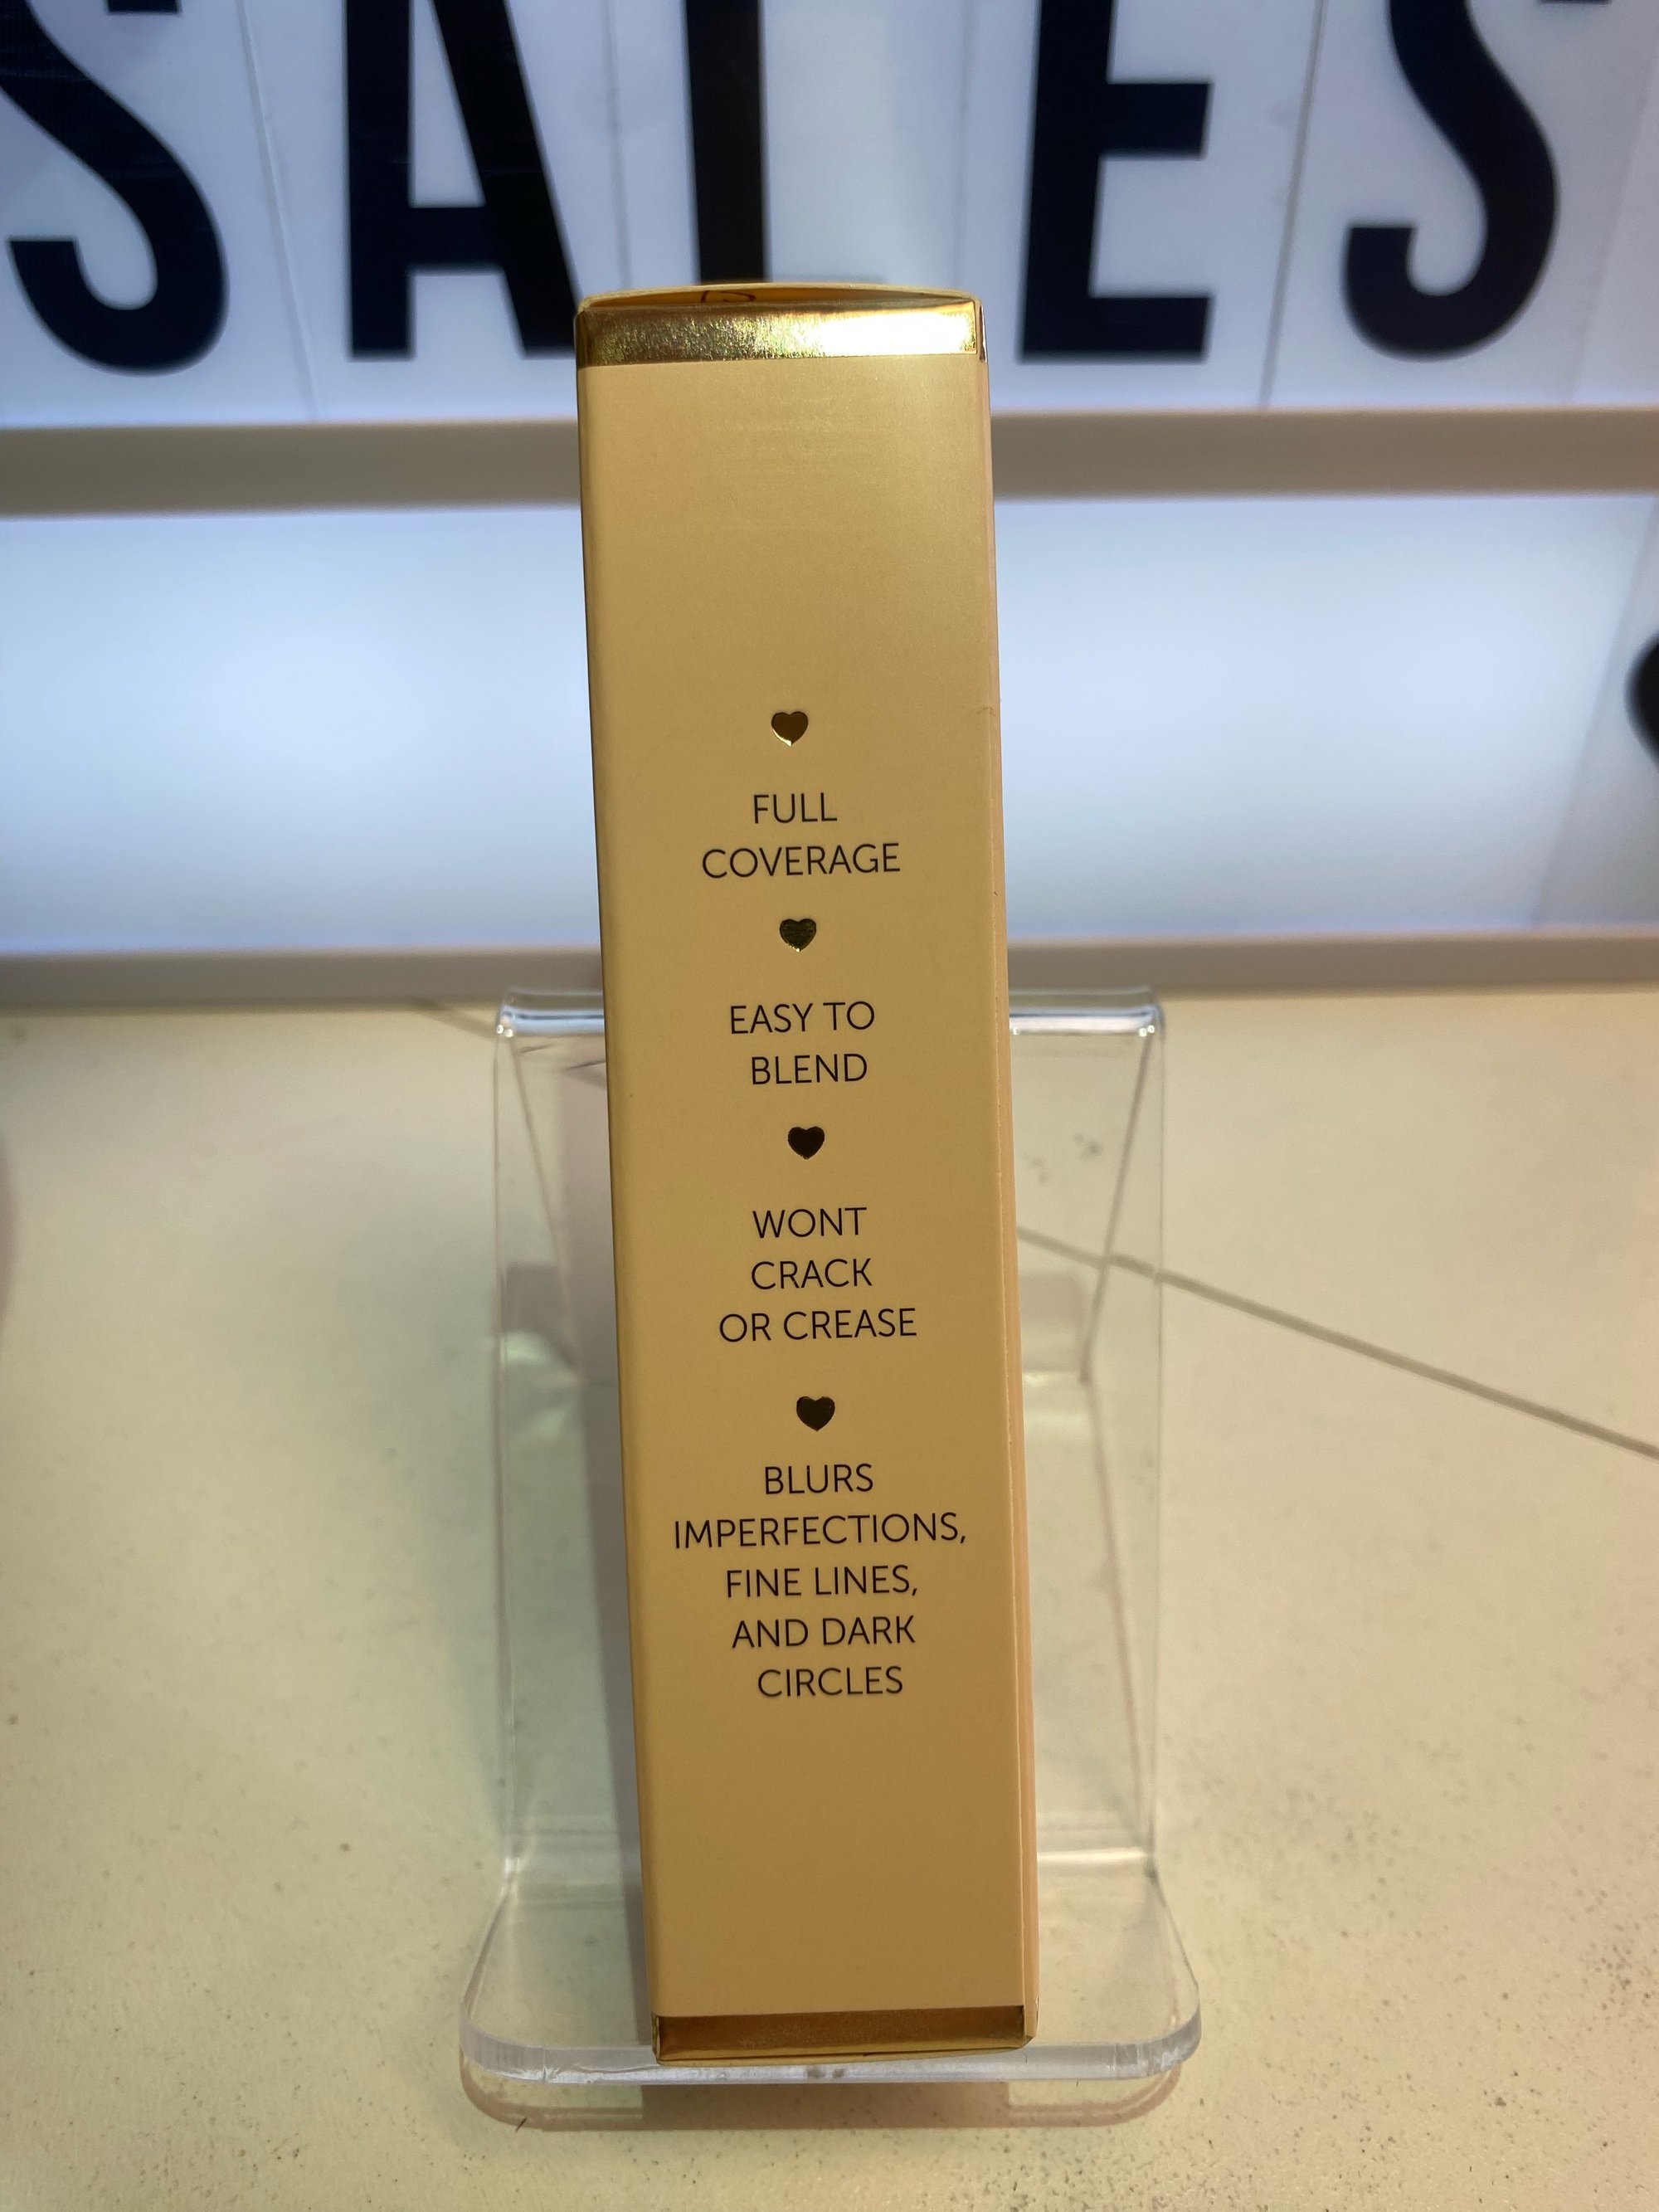 SALES
FULL
COVERAGE
EASY TO
BLEND
WONT
CRACK
OR CREASE
BLURS
IMPERFECTIONS,
FINE LINES,
AND DARK
CIRCLES